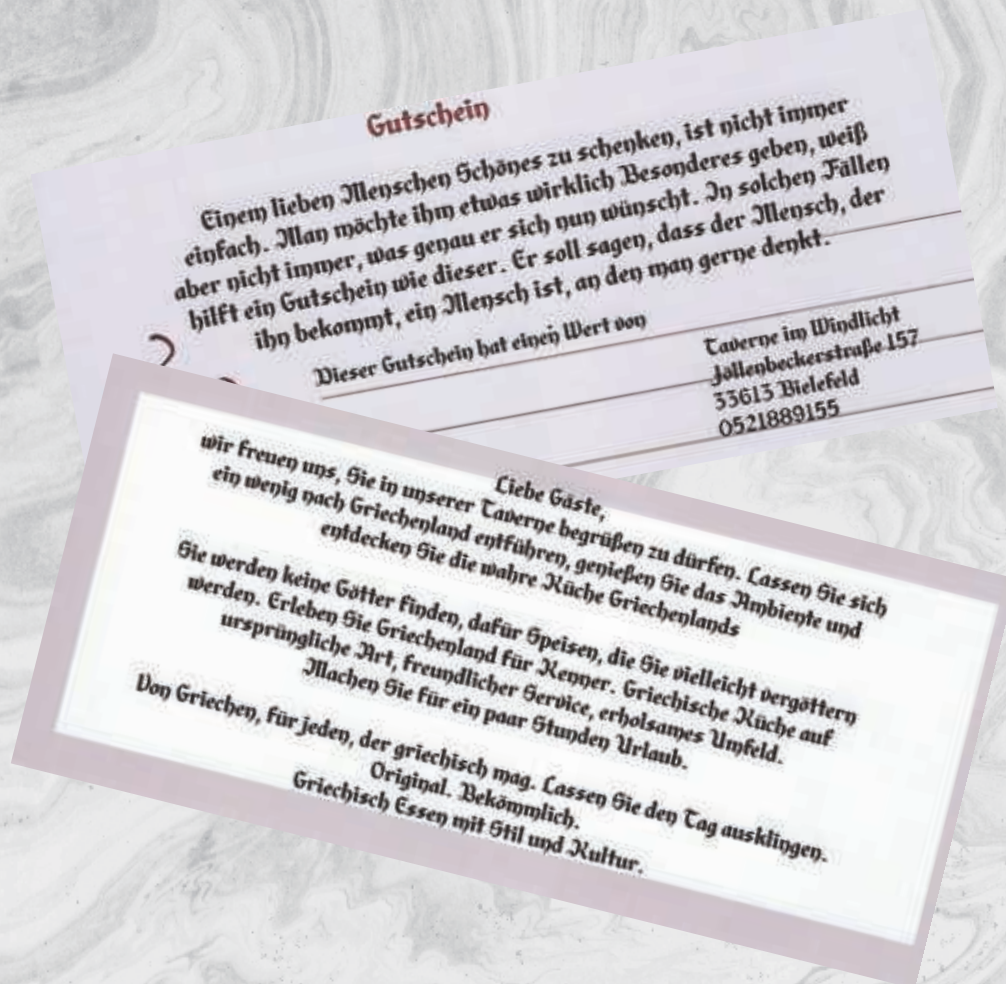 Gutschein
Einem lieben Menschen Schönes zu schenken, ist nicht immer
einfach. Man möchte ihm etwas wirklich Besonderes geben, weiß
aber nicht immer, was genau er sich nun wünscht. In solchen Fällen
hilft ein Gutschein wie dieser. Er soll sagen, dass der Mensch, der
ihn bekommt, ein Mensch ist, an den man gerne denkt.
Dieser Gutschein hat einen Wert von
Taverne im Windlicht
Jöllenbeckerstraße 157
33613 Bielefeld
0521889155
Liebe Gäste,
wir freuen uns, Sie in unserer Taverne begrüßen zu dürfen. Lassen Sie sich
ein wenig nach Griechenland entführen, genießen Sie das Ambiente und
entdecken Sie die wahre Küche Griechenlands
Sie werden keine Götter finden, dafür Speisen, die Sie vielleicht vergöttern
werden. Erleben Sie Griechenland für Kenner. Griechische Küche auf
ursprüngliche Art, freundlicher Service, erholsames Umfeld.
Machen Sie für ein paar Stunden Urlaub.
Von Griechen, für jeden, der griechisch mag. Lassen Sie den Tag ausklingen.
Original. Bekömmlich.
Griechisch Essen mit Stil und Kultur.